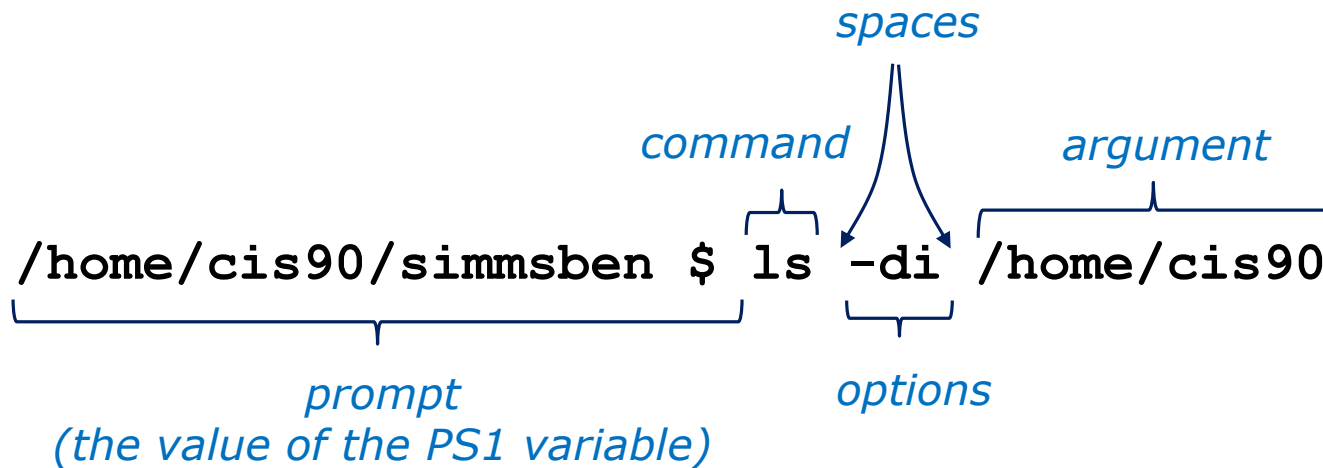 spaces
command argument
/home/cis90/simmsben $ ls -di /home/cis90
prompt options
(the value of the PS1 variable)